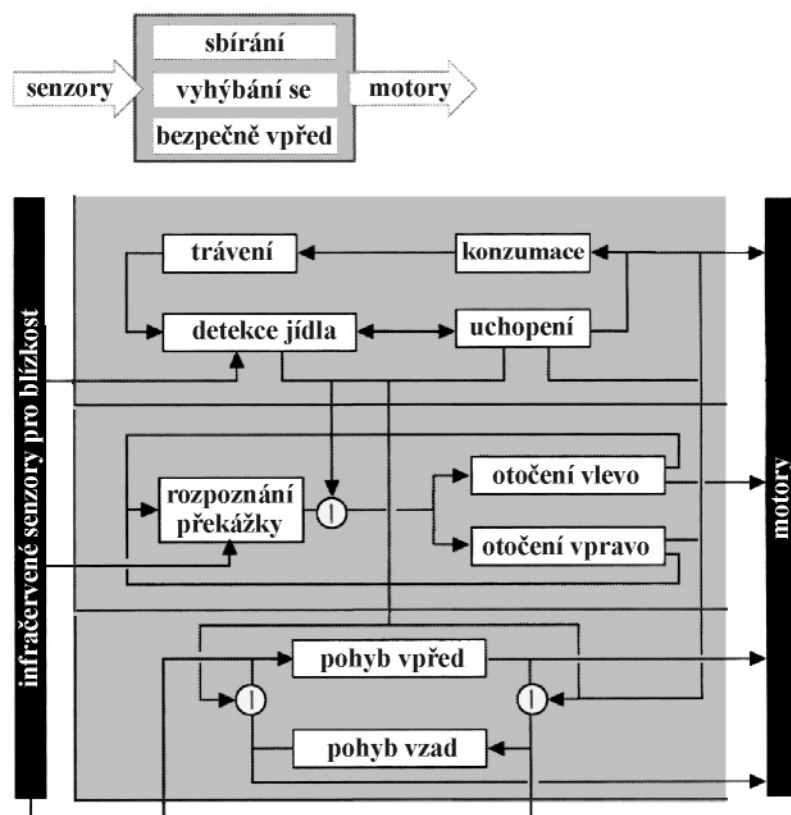 sbírání
senzory
vyhýbání se
motory
bezpečně vpřed
trávení
konzumace
detekce jídla
uchopení
infračervené senzory pro blízkost
rozpoznání
překážky
I
otočení vlevo
otočení vpravo
motory
pohyb vpřed
I
I
pohyb vzad